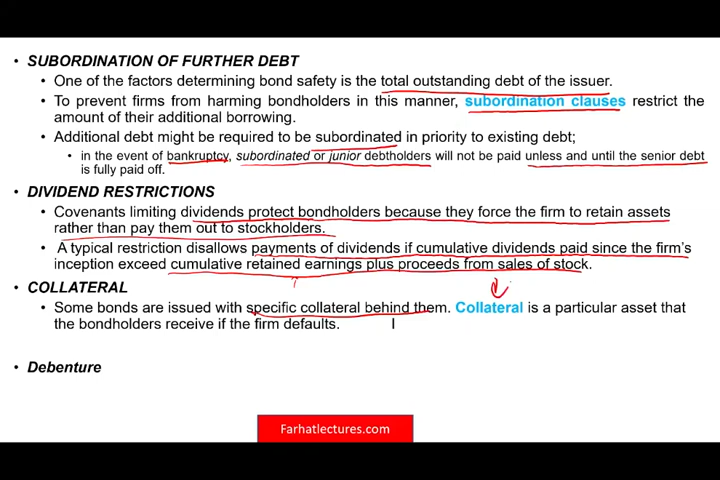 • SUBORDINATION OF FURTHER DEBT
• One of the factors determining bond safety is the total outstanding debt of the issuer.
• To prevent firms from harming bondholders in this manner, subordination clauses restrict the
amount of their additional borrowing.
• Additional debt might be required to be subordinated in priority to existing debt;
• in the event of bankruptcy, subordinated or junior debtholders will not be paid unless and until the senior debt
is fully paid off.
• DIVIDEND RESTRICTIONS
• Covenants limiting dividends protect bondholders because they force the firm to retain assets
rather than pay them out to stockholders.
• A typical restriction disallows payments of dividends if cumulative dividends paid since the firm's
inception exceed cumulative retained earnings plus proceeds from sales of stock.
• COLLATERAL
• Some bonds are issued with specific collateral behind them. Collateral is a particular asset that
the bondholders receive if the firm defaults.
• Debenture
Farhatlectures.com